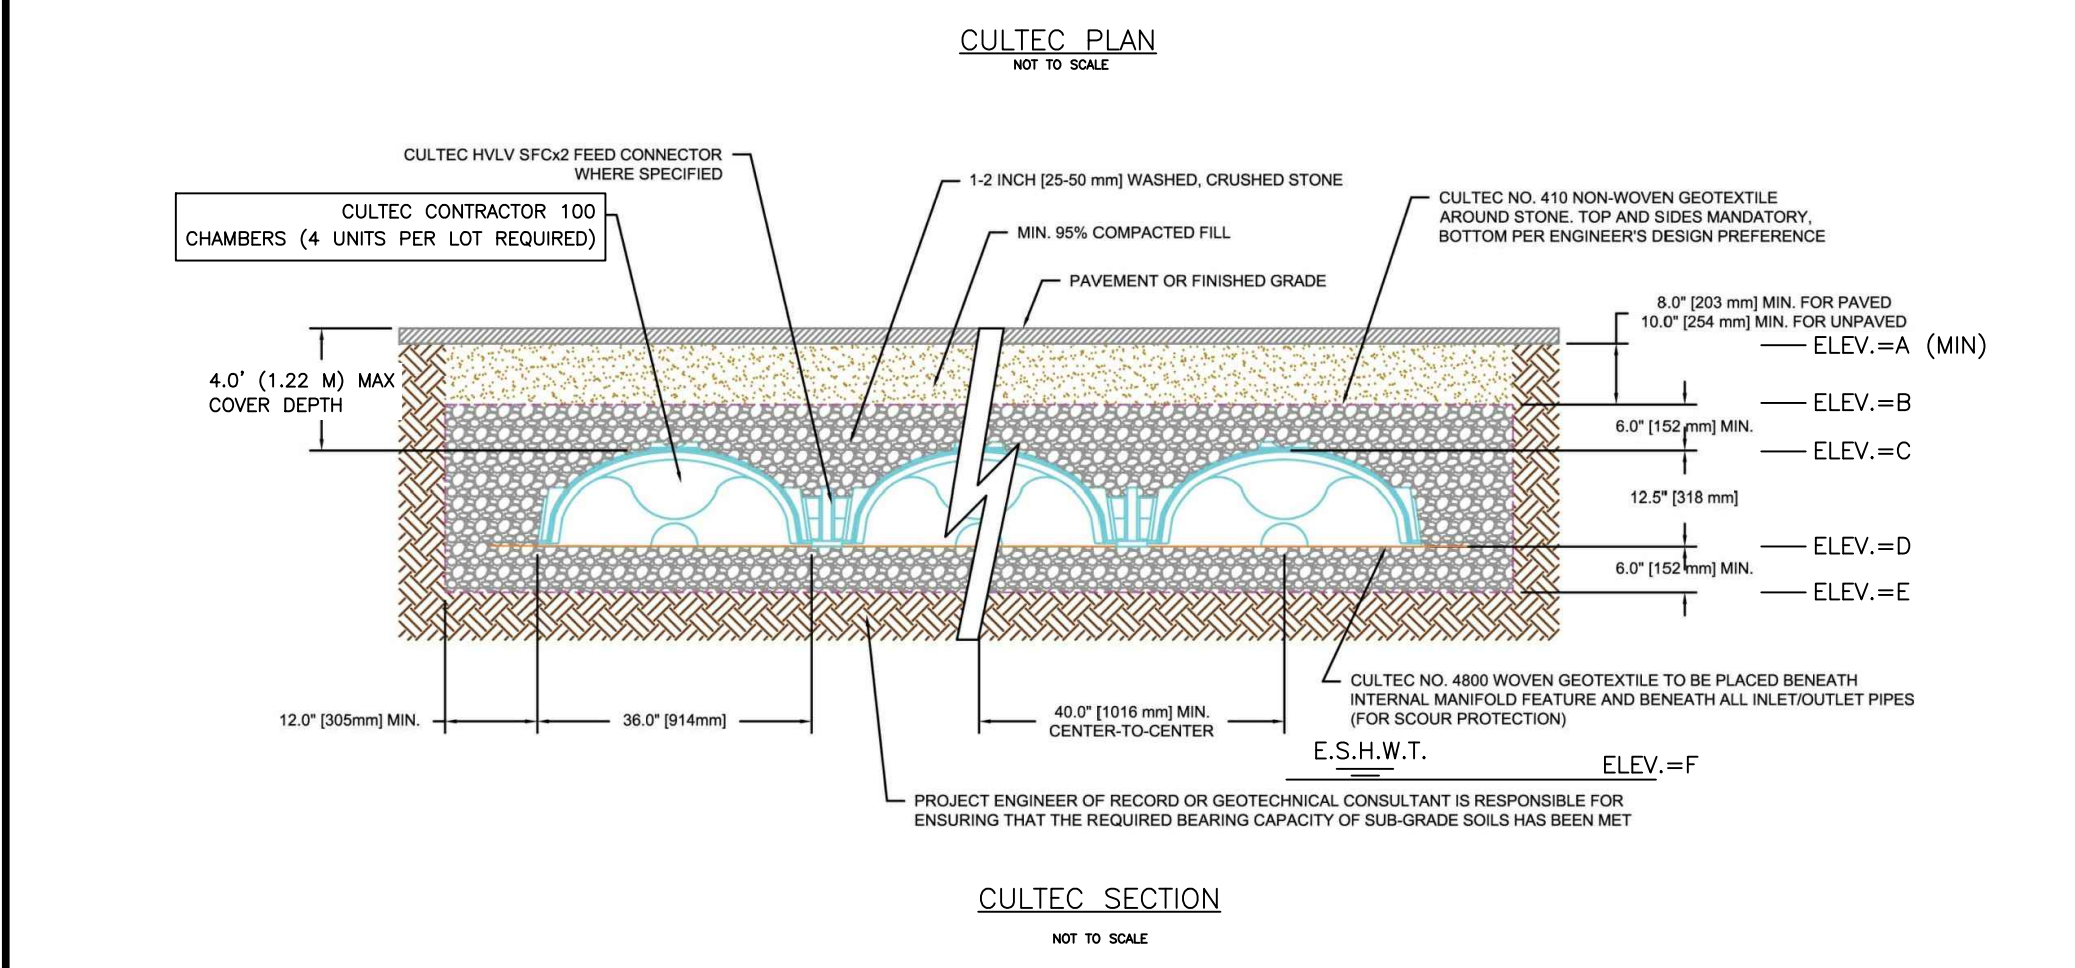 CULTEC PLAN
NOT TO SCALE
CULTEC HVLV SFCx2 FEED CONNECTOR
WHERE SPECIFIED
CULTEC CONTRACTOR 100
CHAMBERS (4 UNITS PER LOT REQUIRED)
1-2 INCH [25-50 mm] WASHED, CRUSHED STONE
MIN. 95% COMPACTED FILL
PAVEMENT OR FINISHED GRADE
CULTEC NO. 410 NON-WOVEN GEOTEXTILE
AROUND STONE. TOP AND SIDES MANDATORY,
BOTTOM PER ENGINEER'S DESIGN PREFERENCE
8.0" [203 mm] MIN. FOR PAVED
10.0" [254 mm] MIN. FOR UNPAVED
ELEV.=A (MIN)
4.0' (1.22 M) MAX
COVER DEPTH
ELEV.=B
6.0" [152 mm] MIN.
ELEV.=C
12.5" [318 mm]
ELEV.=D
6.0" [152 mm] MIN.
ELEV.=E
12.0" [305mm] MIN.
36.0" [914mm]
40.0" [1016 mm] MIN.
CENTER-TO-CENTER
CULTEC NO. 4800 WOVEN GEOTEXTILE TO BE PLACED BENEATH
INTERNAL MANIFOLD FEATURE AND BENEATH ALL INLET/OUTLET PIPES
(FOR SCOUR PROTECTION)
E.S.H.W.T.
ELEV.=F
PROJECT ENGINEER OF RECORD OR GEOTECHNICAL CONSULTANT IS RESPONSIBLE FOR
ENSURING THAT THE REQUIRED BEARING CAPACITY OF SUB-GRADE SOILS HAS BEEN MET
CULTEC SECTION
NOT TO SCALE